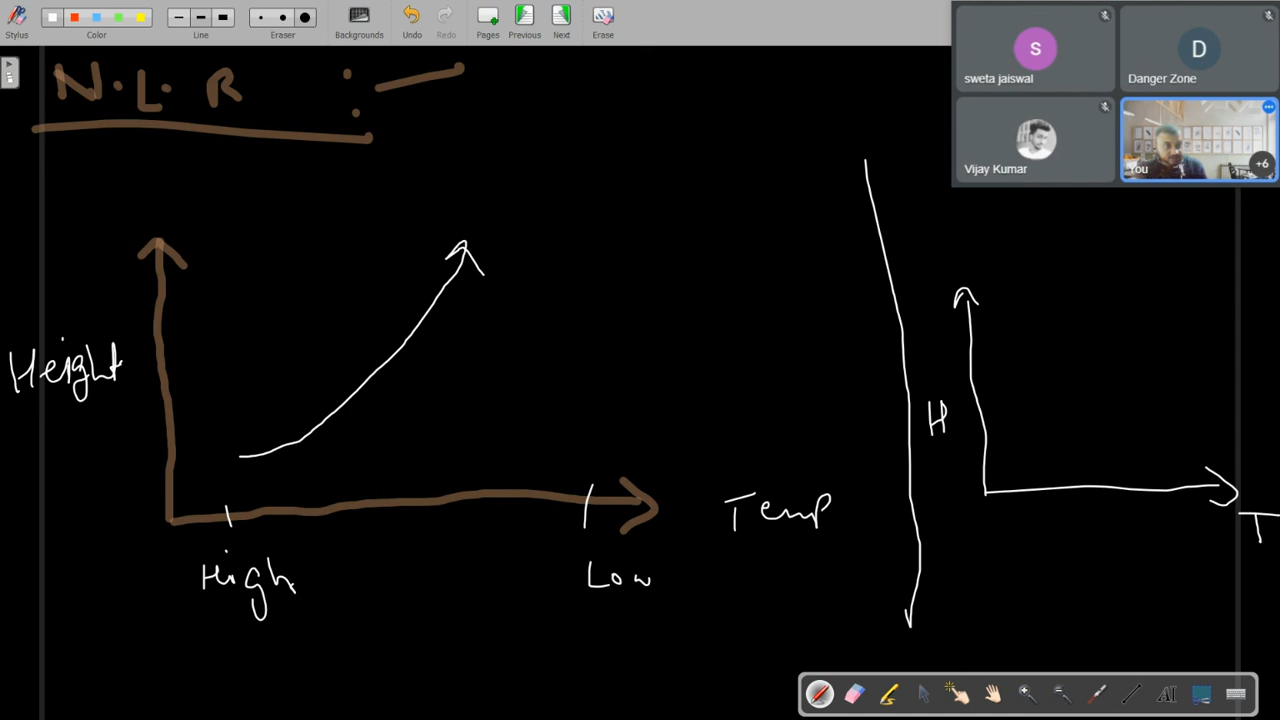 Stylus Color Line Eraser Backgrounds Undo Redo Pages Previous Next Erase
S
sweta jaiswal
D
Danger Zone
Vijay Kumar
You
+6
N.L.R :-
Height
High
Low
Temp
H
T
AI